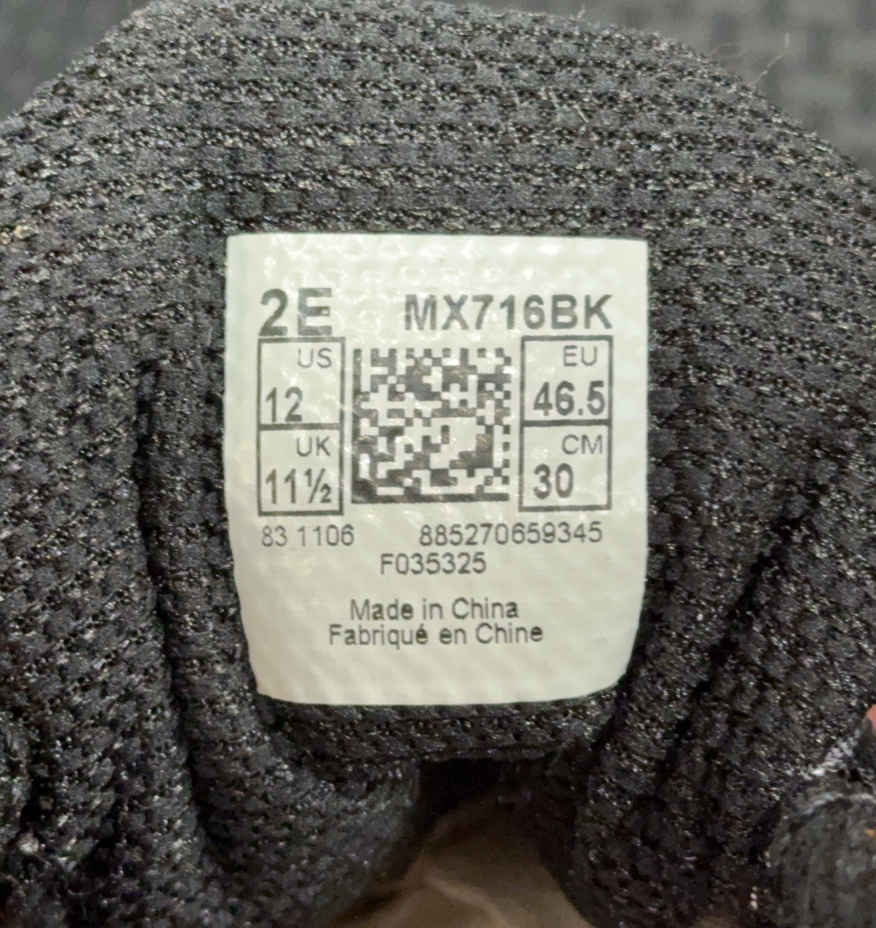 2E MX716BK
US EU
12 46.5
UK CM
11½ 30
83 1106 885270659345
F035325
Made in China
Fabriqué en Chine